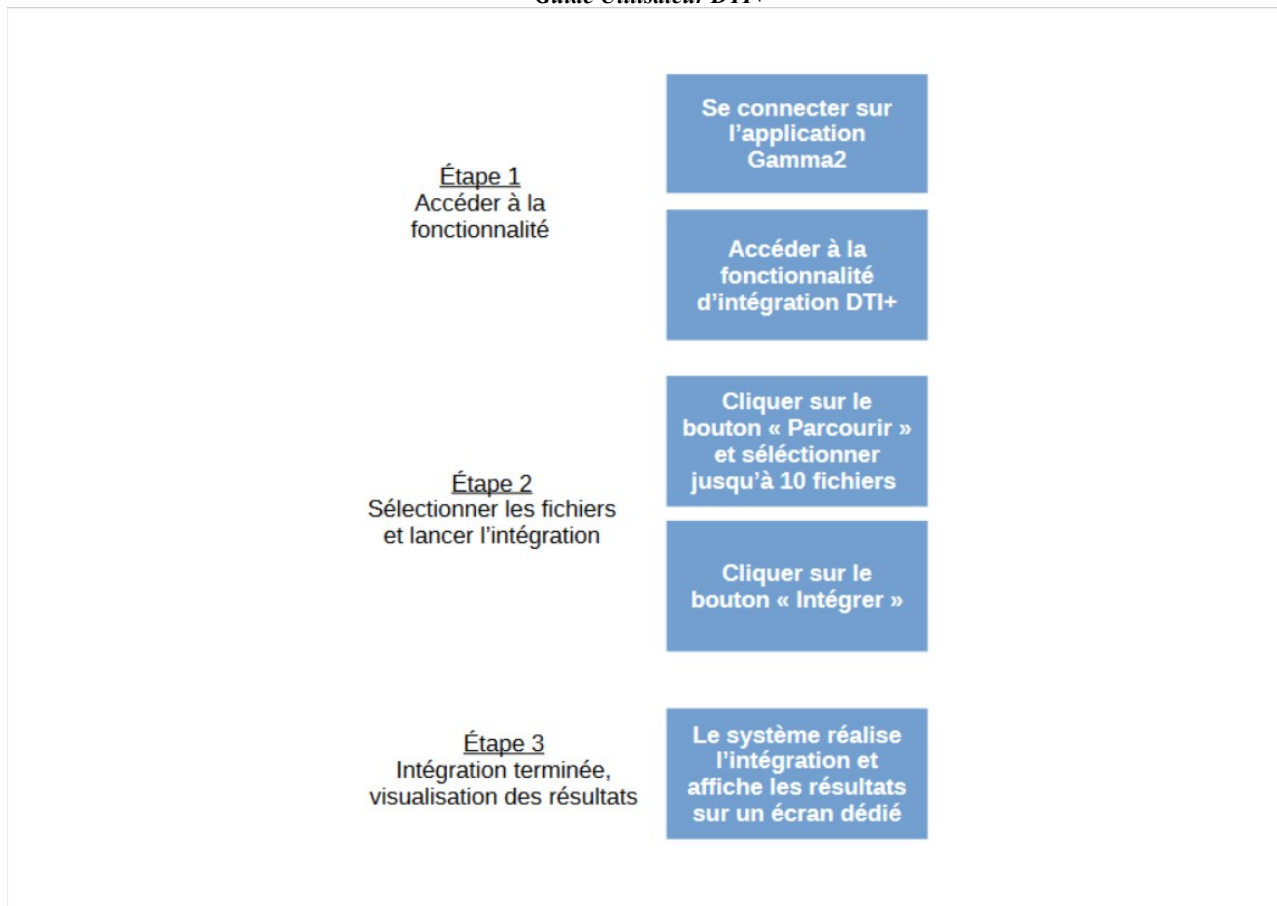 Guide Utilisateur DTI+
Se connecter sur
l'application
Gamma2
Étape 1
Accéder à la
fonctionnalité
Accéder à la
fonctionnalité
d'intégration DTI+
Cliquer sur le
bouton « Parcourir »
et séléctionner
jusqu'à 10 fichiers
Étape 2
Sélectionner les fichiers
et lancer l'intégration
Cliquer sur le
bouton « Intégrer »
Étape 3
Intégration terminée,
visualisation des résultats
Le système réalise
l'intégration et
affiche les résultats
sur un écran dédié